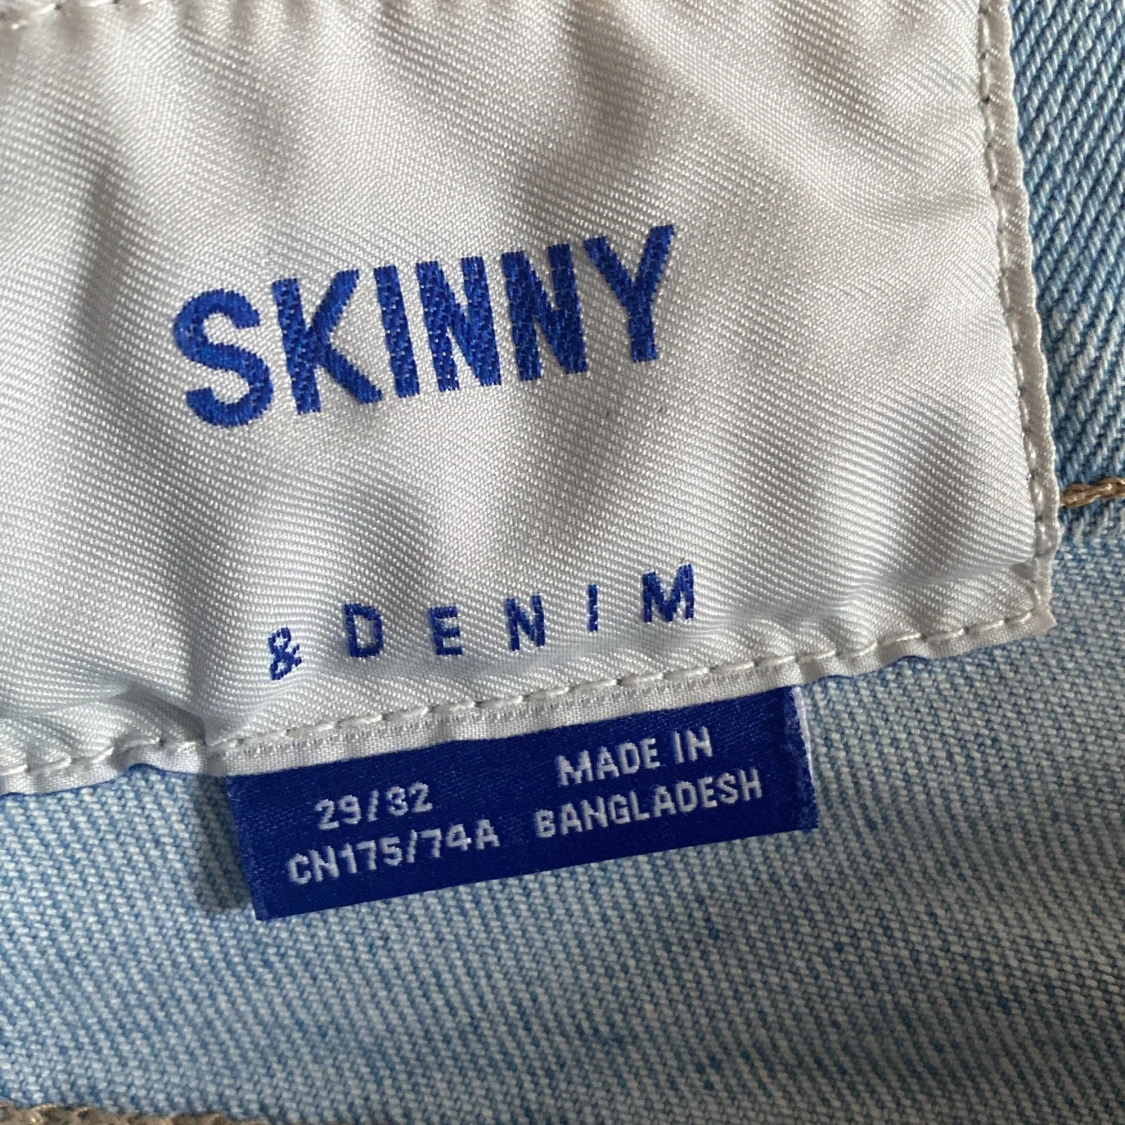 SKINNY
& DENIM
29/32
CN175/74A
MADE IN
BANGLADESH